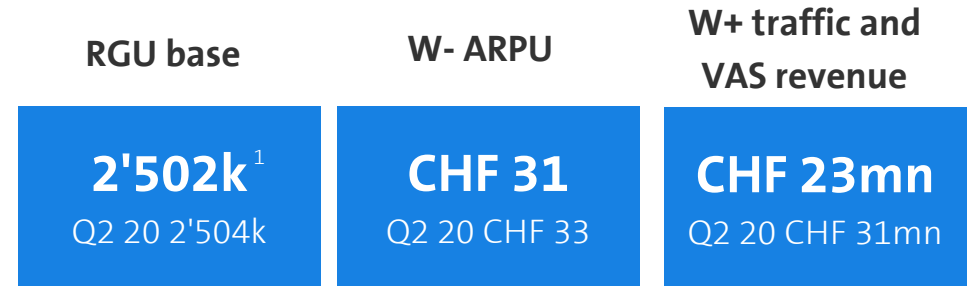 RGU base
W- ARPU
W+ traffic and
VAS revenue
2'502k 1
Q2 20 2'504k
CHF 31
Q2 20 CHF 33
CHF 23mn
Q2 20 CHF 31mn